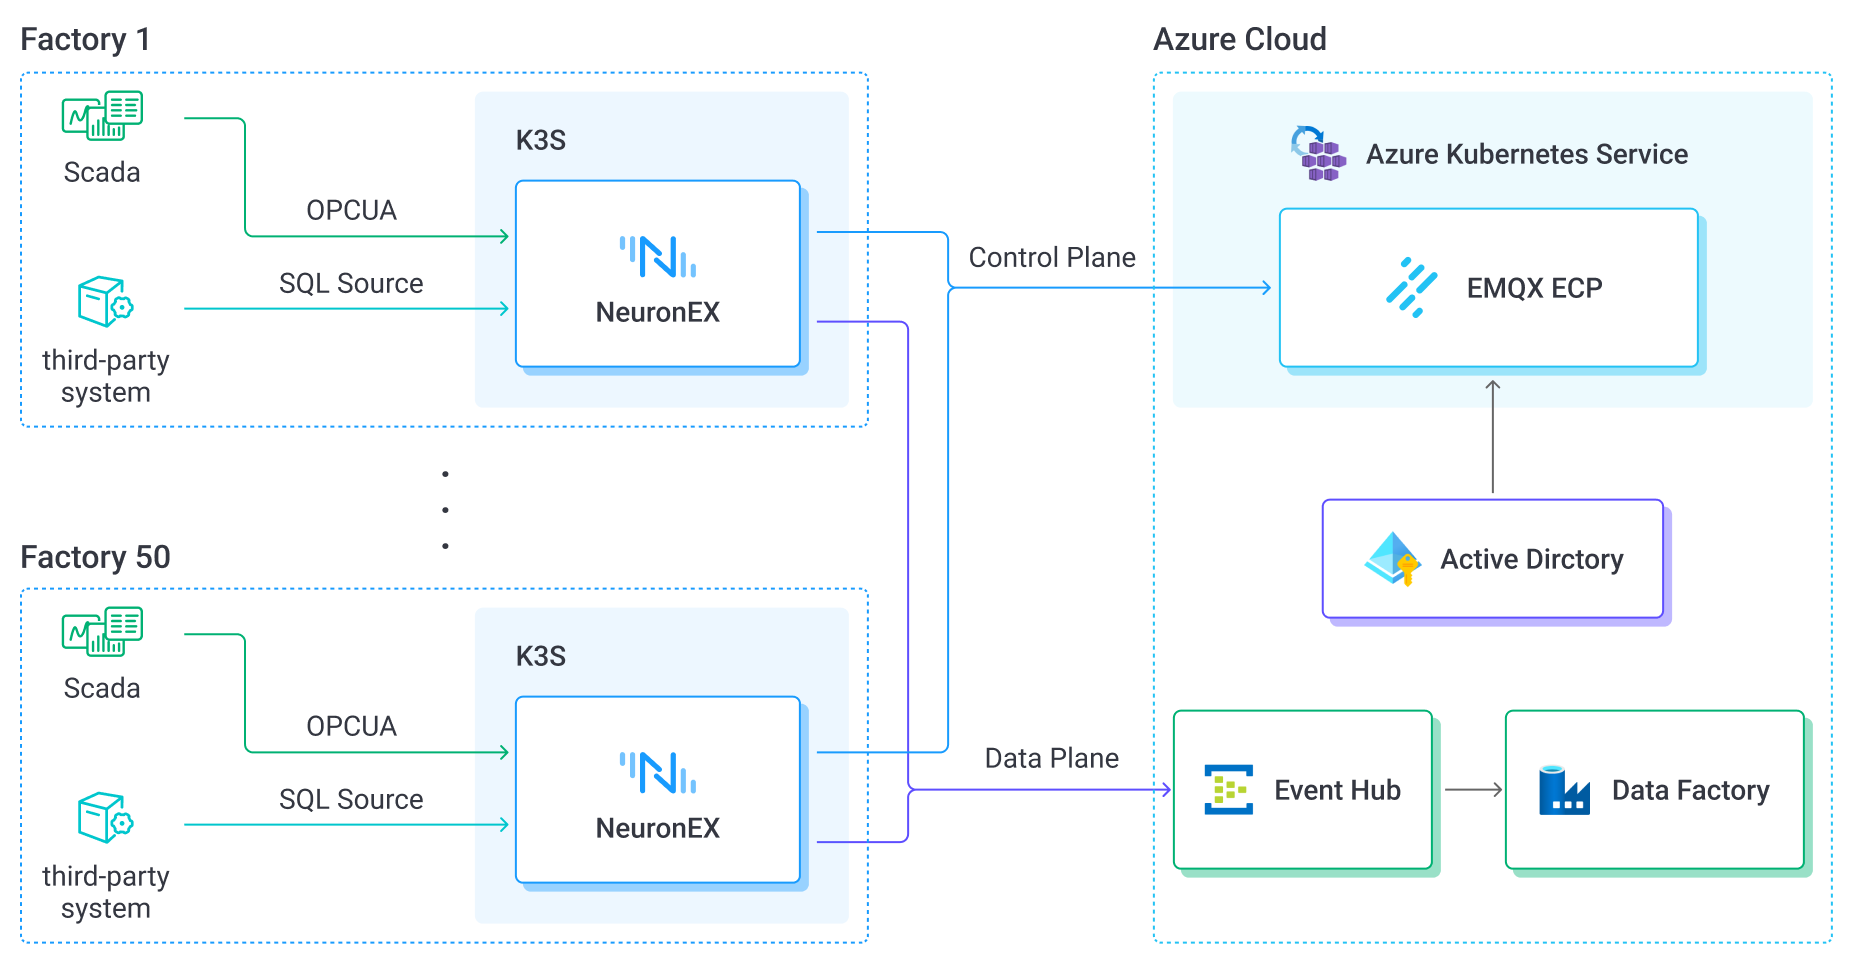 Factory 1
Scada
OPCUA
SQL Source
third-party
system
K3S
NeuronEX
Factory 50
Scada
OPCUA
SQL Source
third-party
system
K3S
NeuronEX
Control Plane
Data Plane
Azure Cloud
Azure Kubernetes Service
EMQX ECP
Active Dirctory
Event Hub
Data Factory